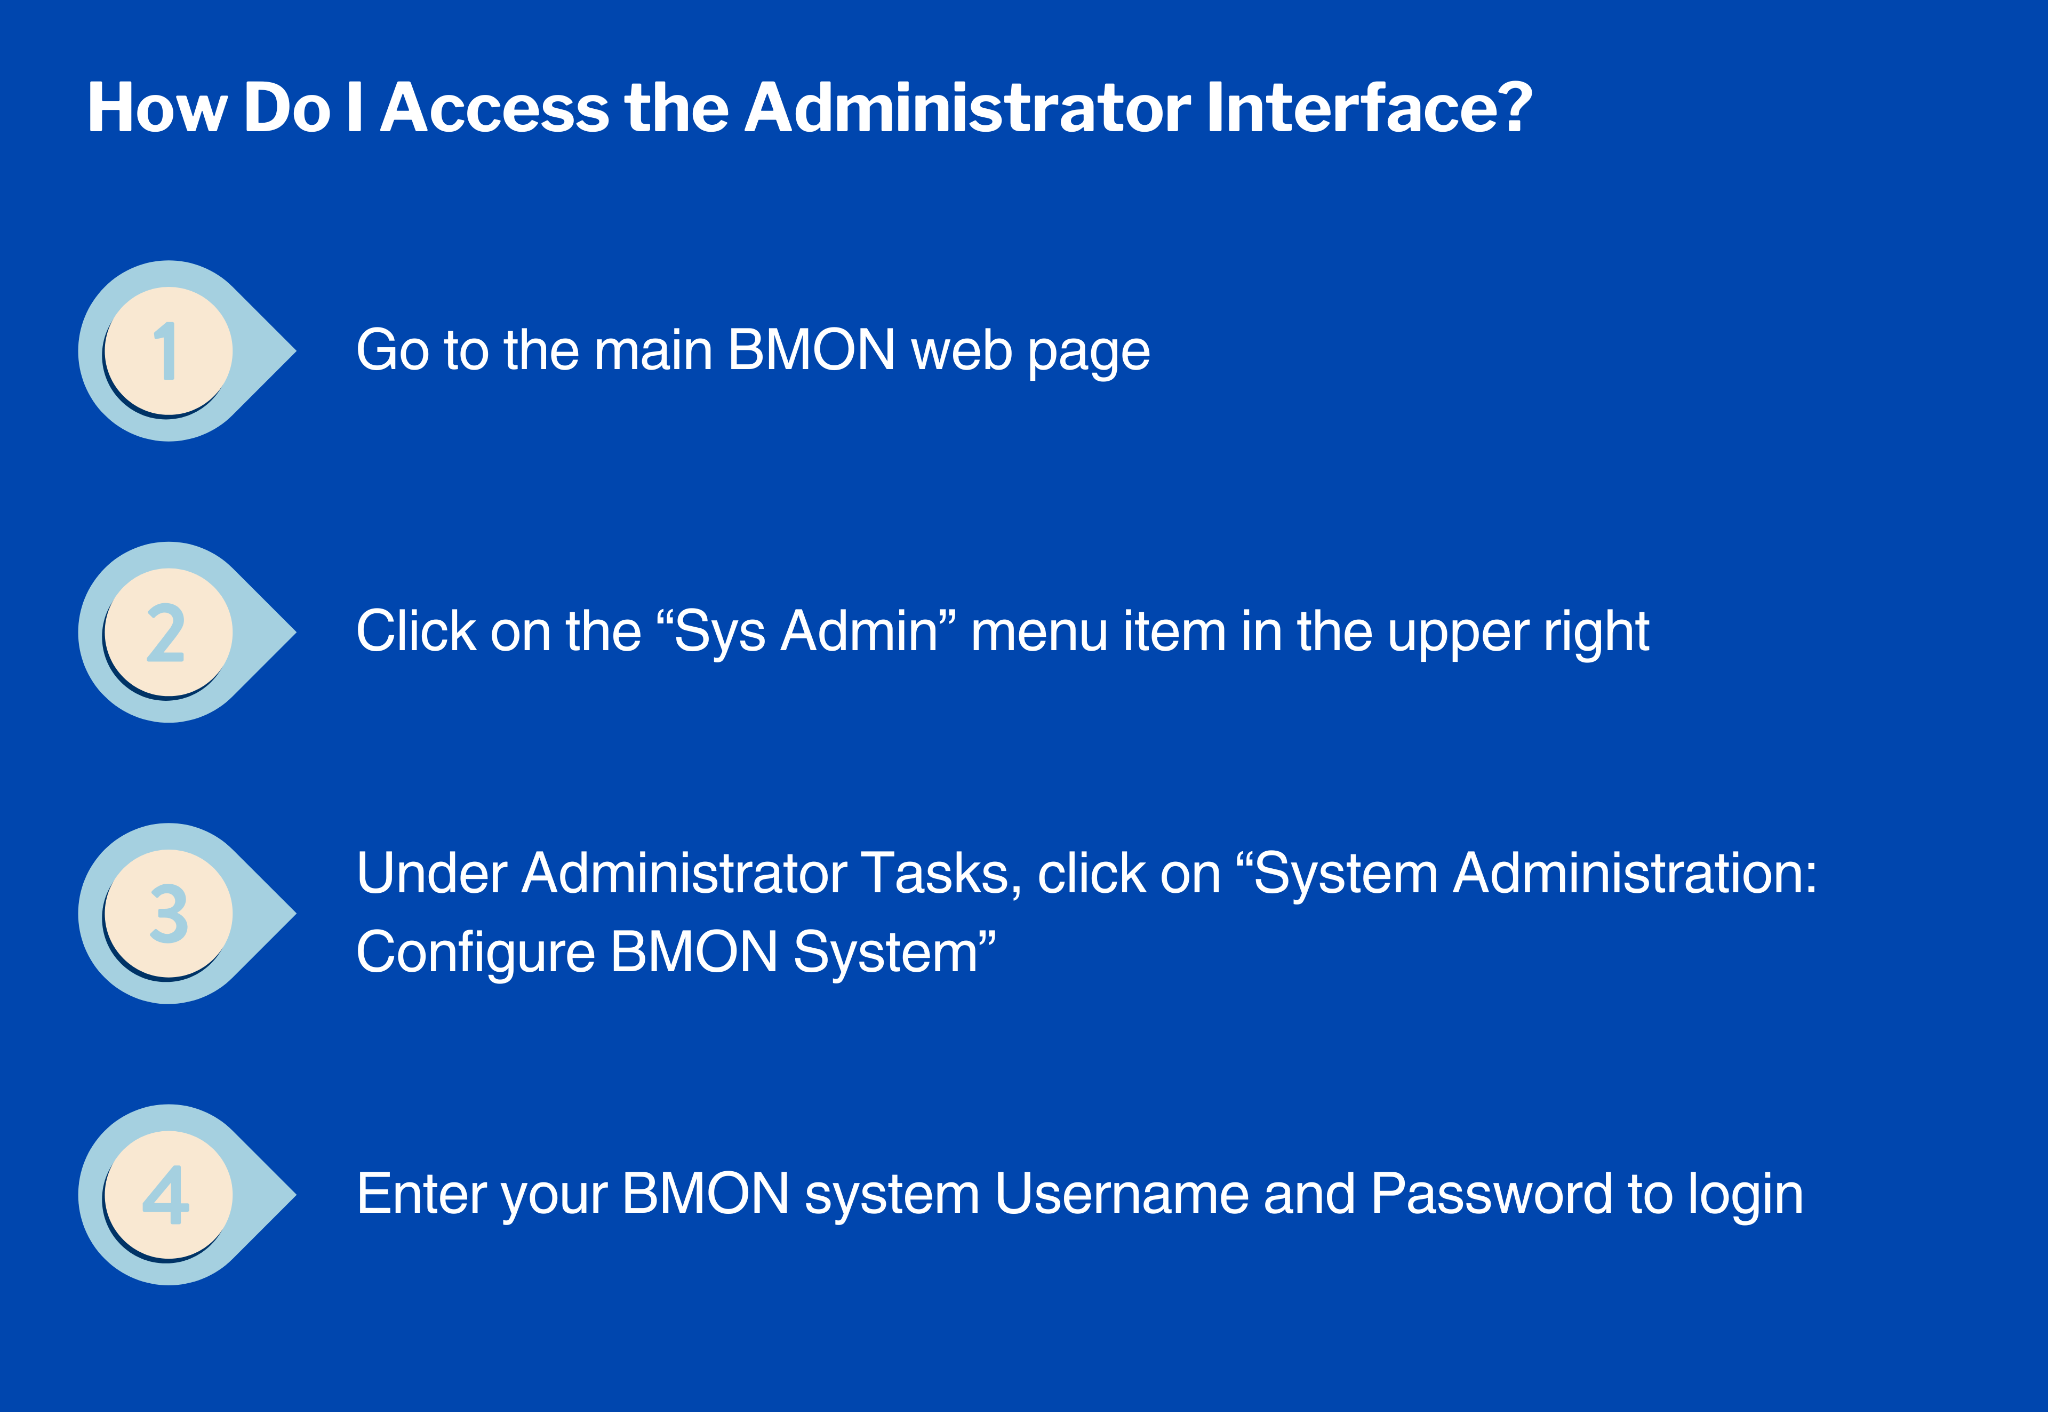 How Do I Access the Administrator Interface?
1
Go to the main BMON web page
2
Click on the “Sys Admin” menu item in the upper right
3
Under Administrator Tasks, click on “System Administration:
Configure BMON System”
4
Enter your BMON system Username and Password to login